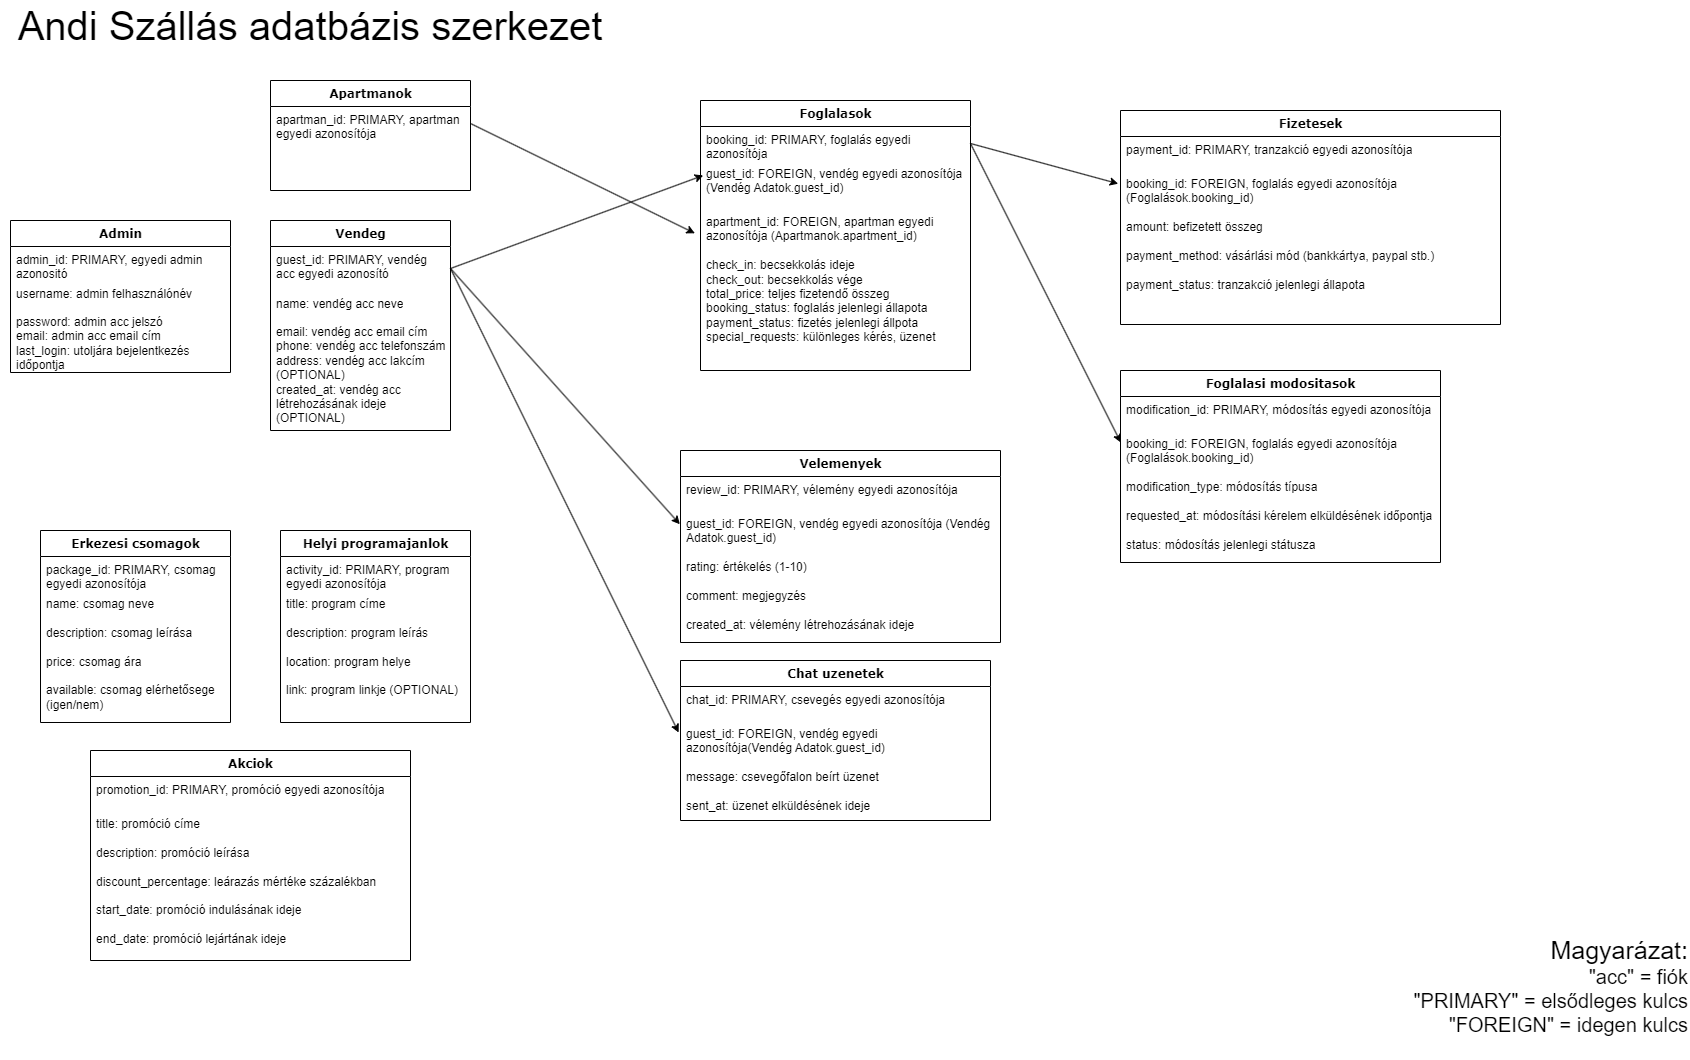 Andi Szállás adatbázis szerkezet
Apartmanok
apartman_id: PRIMARY, apartman
egyedi azonosítója
Foglalasok
booking_id: PRIMARY, foglalás egyedi
azonosítója
guest_id: FOREIGN, vendég egyedi azonosítója
(Vendég Adatok.guest_id)
apartment_id: FOREIGN, apartman egyedi
azonosítója (Apartmanok.apartment_id)
check_in: becsekkolás ideje
check_out: becsekkolás vége
total_price: teljes fizetendő összeg
booking_status: foglalás jelenlegi állapota
payment_status: fizetés jelenlegi állpota
special_requests: különleges kérés, üzenet
Fizetesek
payment_id: PRIMARY, tranzakció egyedi azonosítója
booking_id: FOREIGN, foglalás egyedi azonosítója
(Foglalások.booking_id)
amount: befizetett összeg
payment_method: vásárlási mód (bankkártya, paypal stb.)
payment_status: tranzakció jelenlegi állapota
Admin
admin_id: PRIMARY, egyedi admin
azonositó
username: admin felhasználónév
password: admin acc jelszó
email: admin acc email cím
last_login: utoljára bejelentkezés
időpontja
Vendeg
guest_id: PRIMARY, vendég
acc egyedi azonosító
name: vendég acc neve
email: vendég acc email cím
phone: vendég acc telefonszám
address: vendég acc lakcím
(OPTIONAL)
created_at: vendég acc
létrehozásának ideje
(OPTIONAL)
Foglalasi modositasok
modification_id: PRIMARY, módosítás egyedi azonosítója
booking_id: FOREIGN, foglalás egyedi azonosítója
(Foglalások.booking_id)
modification_type: módosítás típusa
requested_at: módosítási kérelem elküldésének időpontja
status: módosítás jelenlegi státusza
Velemenyek
review_id: PRIMARY, vélemény egyedi azonosítója
guest_id: FOREIGN, vendég egyedi azonosítója (Vendég
Adatok.guest_id)
rating: értékelés (1-10)
comment: megjegyzés
created_at: vélemény létrehozásának ideje
Erkezesi csomagok
package_id: PRIMARY, csomag
egyedi azonosítója
name: csomag neve
description: csomag leírása
price: csomag ára
available: csomag elérhetősege
(igen/nem)
Helyi programajanlok
activity_id: PRIMARY, program
egyedi azonosítója
title: program címe
description: program leírás
location: program helye
link: program linkje (OPTIONAL)
Chat uzenetek
chat_id: PRIMARY, csevegés egyedi azonosítója
guest_id: FOREIGN, vendég egyedi
azonosítója(Vendég Adatok.guest_id)
message: csevegőfalon beírt üzenet
sent_at: üzenet elküldésének ideje
Akciok
promotion_id: PRIMARY, promóció egyedi azonosítója
title: promóció címe
description: promóció leírása
discount_percentage: leárazás mértéke százalékban
start_date: promóció indulásának ideje
end_date: promóció lejártának ideje
Magyarázat:
"acc" = fiók
"PRIMARY" = elsődleges kulcs
"FOREIGN" = idegen kulcs